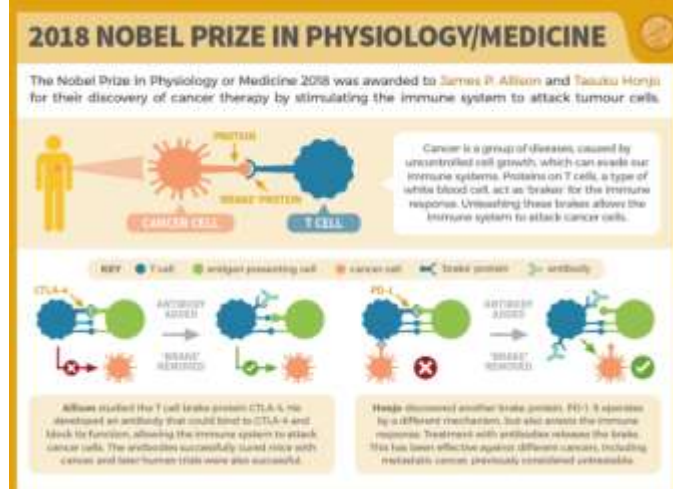 2018 NOBEL PRIZE IN PHYSIOLOGY/MEDICINE
The Nobel Prize in Physiology or Medicine 2018 was awarded to James P. Allison and Tasuku Honjo
for their discovery of cancer therapy by stimulating the immune system to attack tumour cells.
PROTEIN
'BRAKE' PROTEIN
CANCER CELL
T CELL
Cancer is a group of diseases, caused by
uncontrolled cell growth, which can evade our
immune systems. Proteins on T cells, a type of
white blood cell, act as 'brakes' for the immune
response. Unleashing these brakes allows the
immune system to attack cancer cells.
KEY T cell antigen presenting cell cancer cell brake protein antibody
CTLA-4
ANTIBODY
ADDED
'BRAKE'
REMOVED
PD-1
ANTIBODY
ADDED
'BRAKE'
REMOVED
Allison studied the T cell brake protein CTLA-4. He
developed an antibody that could bind to CTLA-4 and
block its function, allowing the immune system to attack
cancer cells. The antibodies successfully cured mice with
cancer and later human trials were also successful.
Honjo discovered another brake protein, PD-1. It operates
by a different mechanism, but also arrests the immune
response. Treatment with antibodies releases the brake.
This has been effective against different cancers, including
metastatic cancer, previously considered untreatable.